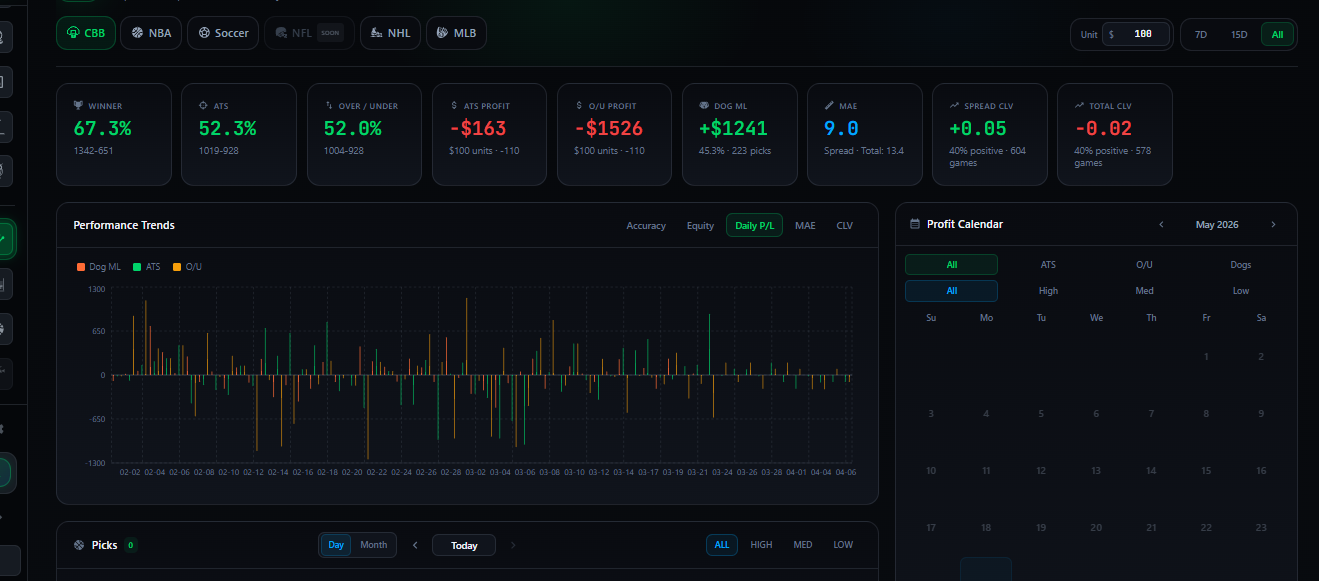 CBB NBA Soccer NFL SOON NHL MLB Unit $ 100 7D 15D All
WINNER
67.3%
1342-651
ATS
52.3%
1019-928
OVER / UNDER
52.0%
1004-928
ATS PROFIT
-$163
$100 units · -110
O/U PROFIT
-$1526
$100 units · -110
DOG ML
+$1241
45.3% · 223 picks
MAE
9.0
Spread · Total: 13.4
SPREAD CLV
+0.05
40% positive · 604
games
TOTAL CLV
-0.02
40% positive · 578
games
Performance Trends Accuracy Equity Daily P/L MAE CLV
Dog ML ATS O/U
1300
650
0
-650
-1300
02-02 02-04 02-06 02-08 02-10 02-12 02-14 02-16 02-18 02-20 02-22 02-24 02-26 02-28 03-02 03-04 03-06 03-08 03-10 03-12 03-14 03-17 03-19 03-21 03-24 03-26 03-28 04-01 04-04 04-06
Profit Calendar < May 2026 >
All ATS O/U Dogs
All High Med Low
Su Mo Tu We Th Fr Sa
1 2
3 4 5 6 7 8 9
10 11 12 13 14 15 16
17 18 19 20 21 22 23
Picks 0 Day Month < Today > ALL HIGH MED LOW